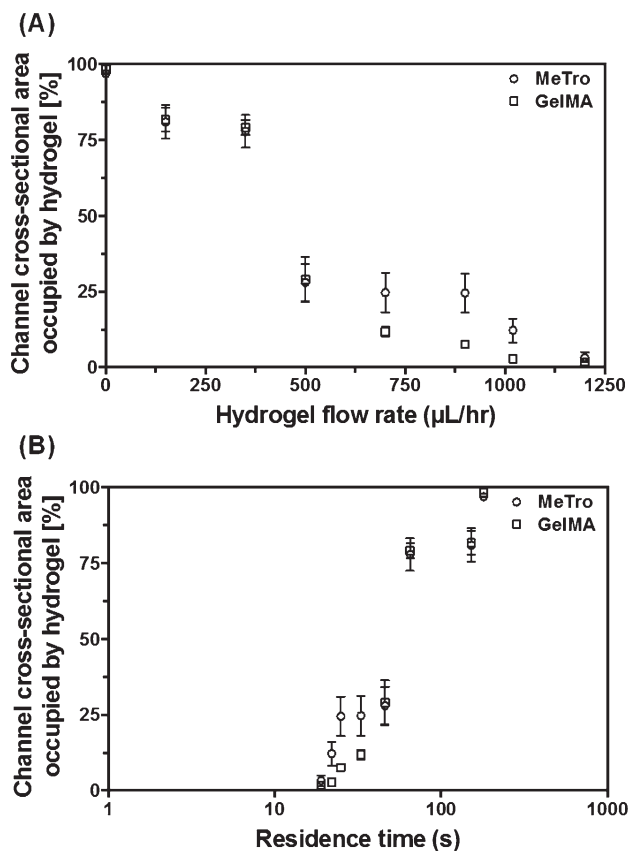 (A)
Channel cross-sectional area
occupied by hydrogel [%]
100
75
50
25
0
MeTro
GelMA
0 250 500 750 1000 1250
Hydrogel flow rate (µL/hr)
(B)
Channel cross-sectional area
occupied by hydrogel [%]
100
75
50
25
0
MeTro
GelMA
1 10 100 1000
Residence time (s)